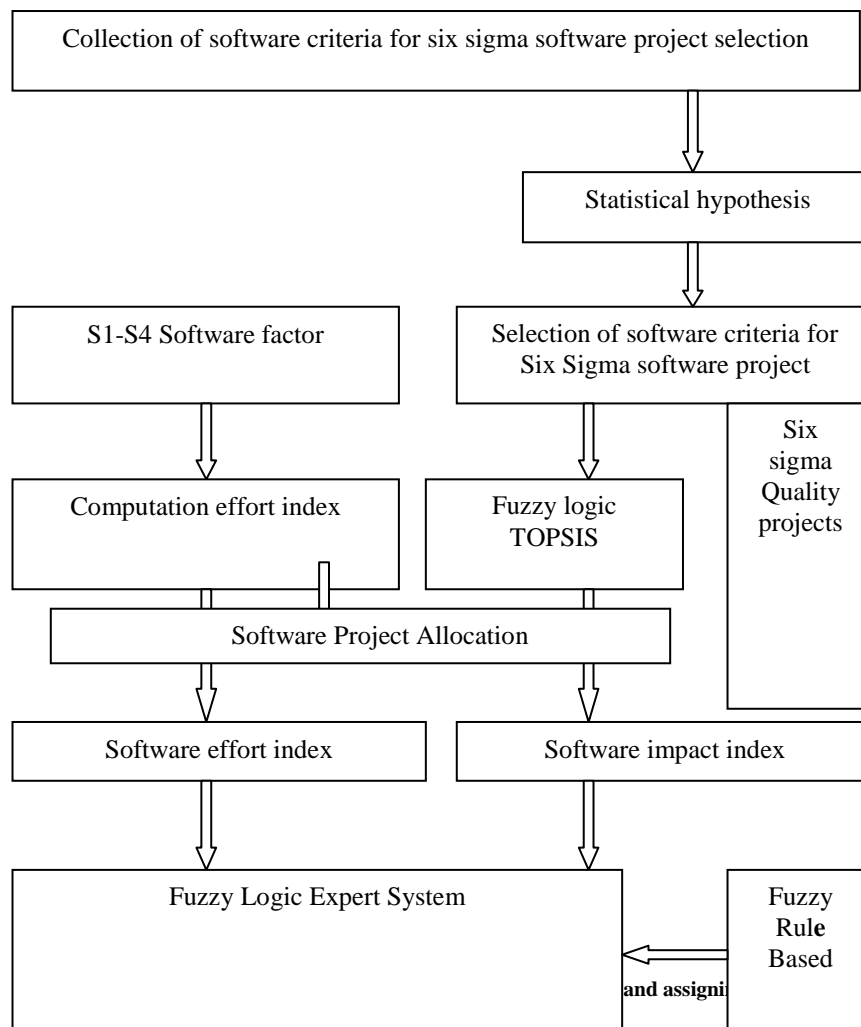 Collection of software criteria for six sigma software project selection
Statistical hypothesis
S1-S4 Software factor
Selection of software criteria for
Six Sigma software project
Six
sigma
Quality
projects
Computation effort index
Fuzzy logic
TOPSIS
Software Project Allocation
Software effort index
Software impact index
Fuzzy Logic Expert System
Fuzzy
Rule
Based
and